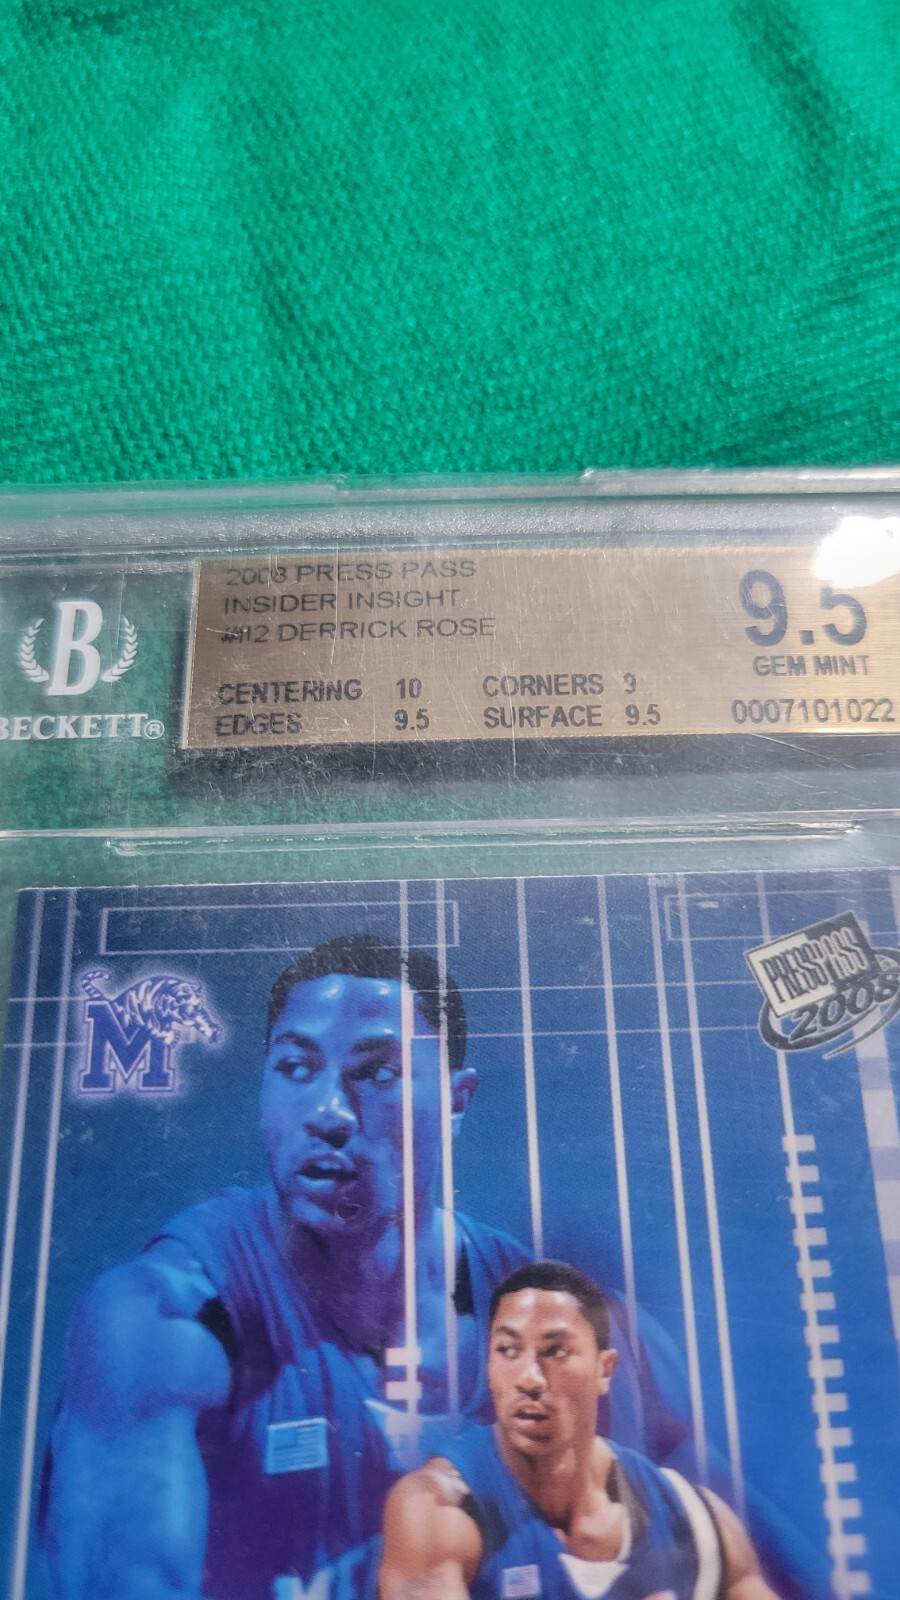 2008 PRESS PASS
INSIDER INSIGHT
#II2 DERRICK ROSE
9.5
GEM MINT
CENTERING 10 CORNERS 9
EDGES 9.5 SURFACE 9.5
0007101022
B
BECKETT®
M
PRESS PASS
2008
M